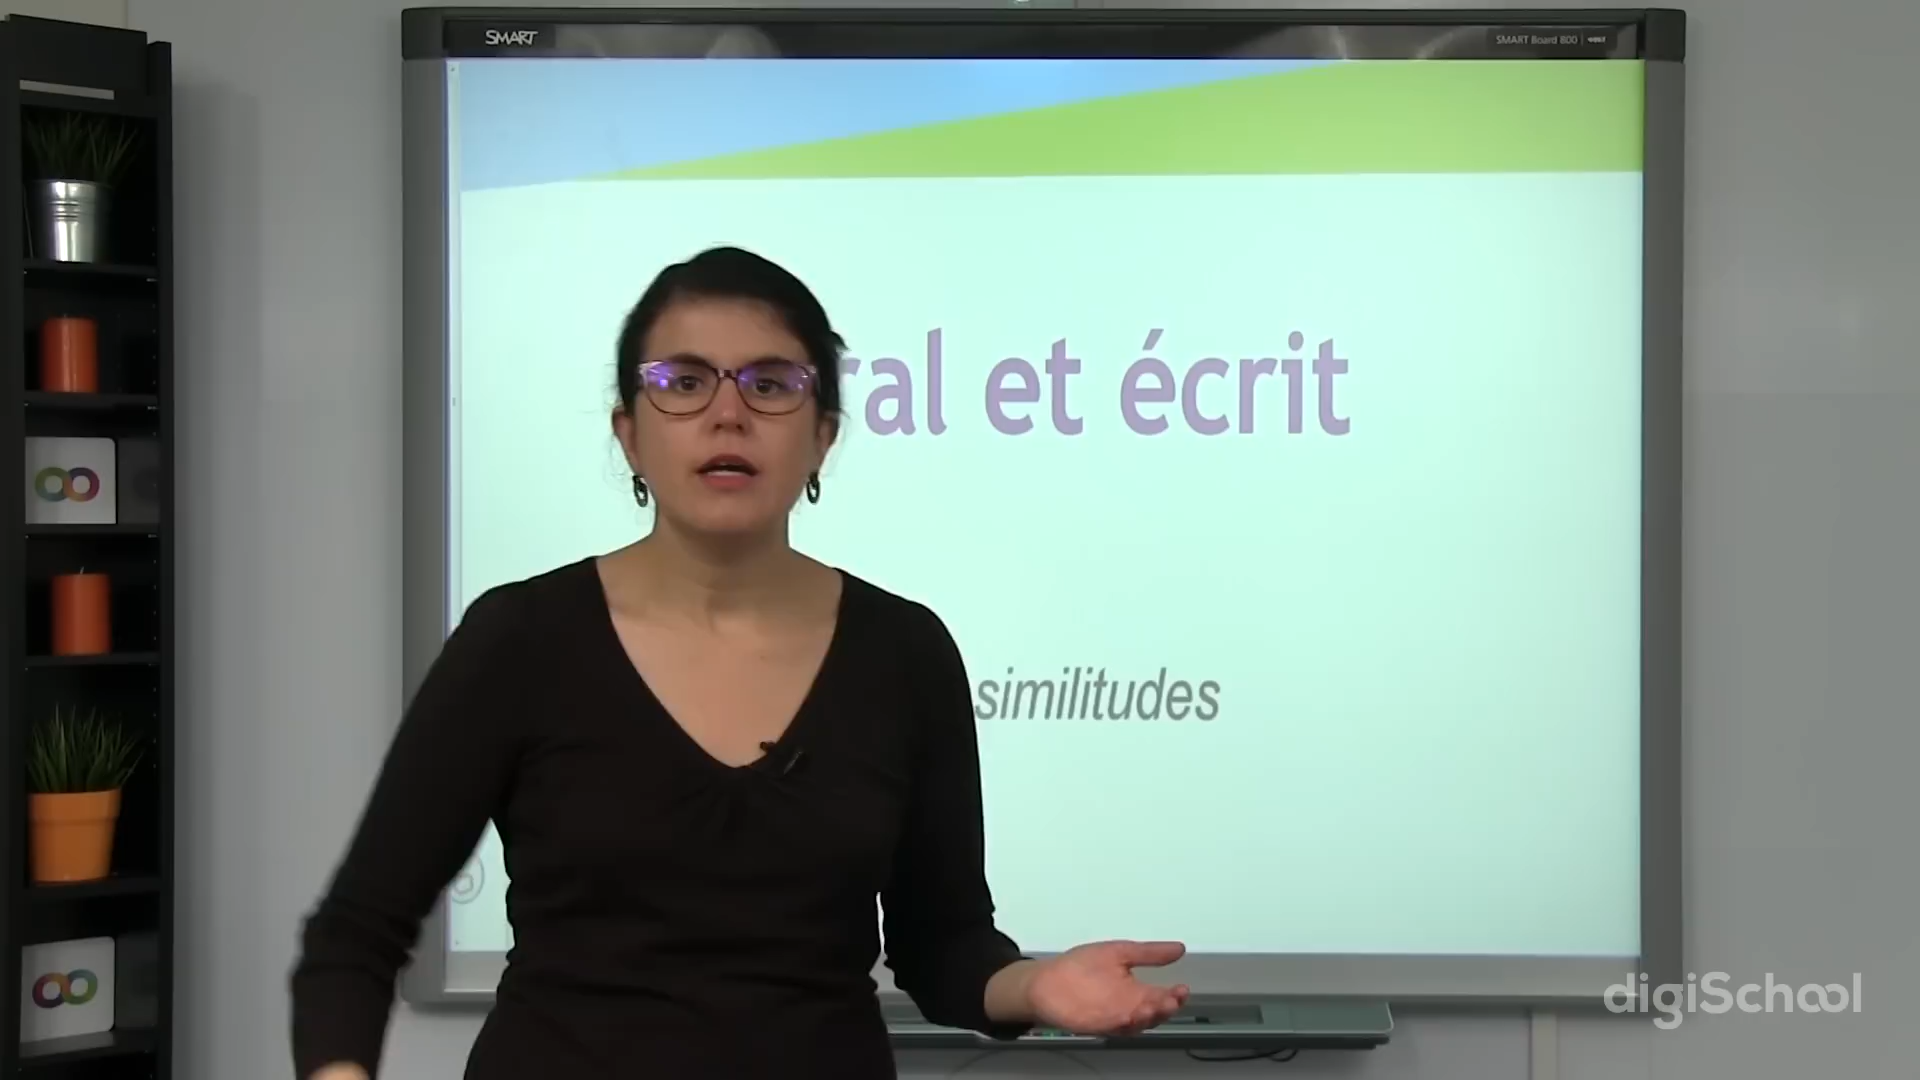 SMART
SMART Board 800
ral et écrit
similitudes
digiSchool